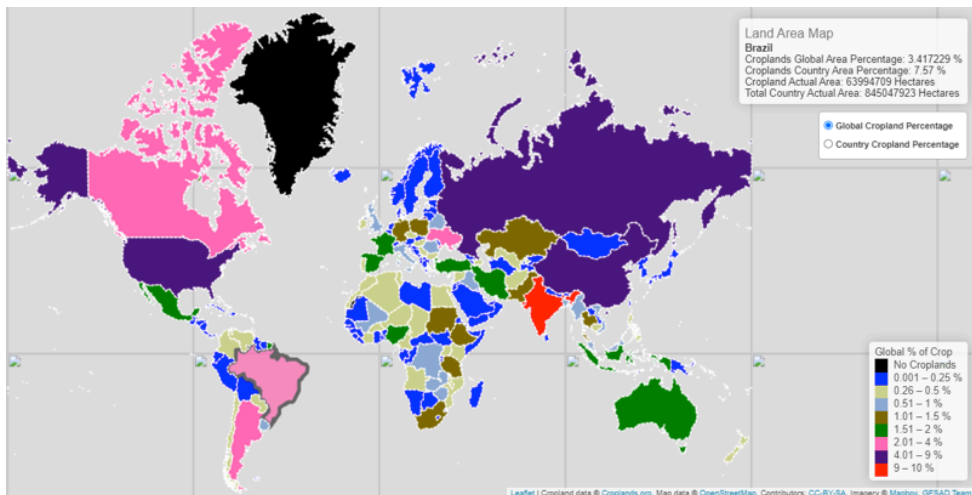 Land Area Map
Brazil
Croplands Global Area Percentage: 3.417229 %
Croplands Country Area Percentage: 7.57 %
Cropland Actual Area: 63994709 Hectares
Total Country Actual Area: 845047923 Hectares
Global Cropland Percentage
Country Cropland Percentage
Global % of Crop
No Croplands
0.001 – 0.25 %
0.26 – 0.5 %
0.51 – 1 %
1.01 – 1.5 %
1.51 – 2 %
2.01 – 4 %
4.01 – 9 %
9 – 10 %
Leaflet | Cropland data © Croplands.org, Map data © OpenStreetMap, Contributors, CC-BY-SA, Imagery © Mapbox, GFSAD Team